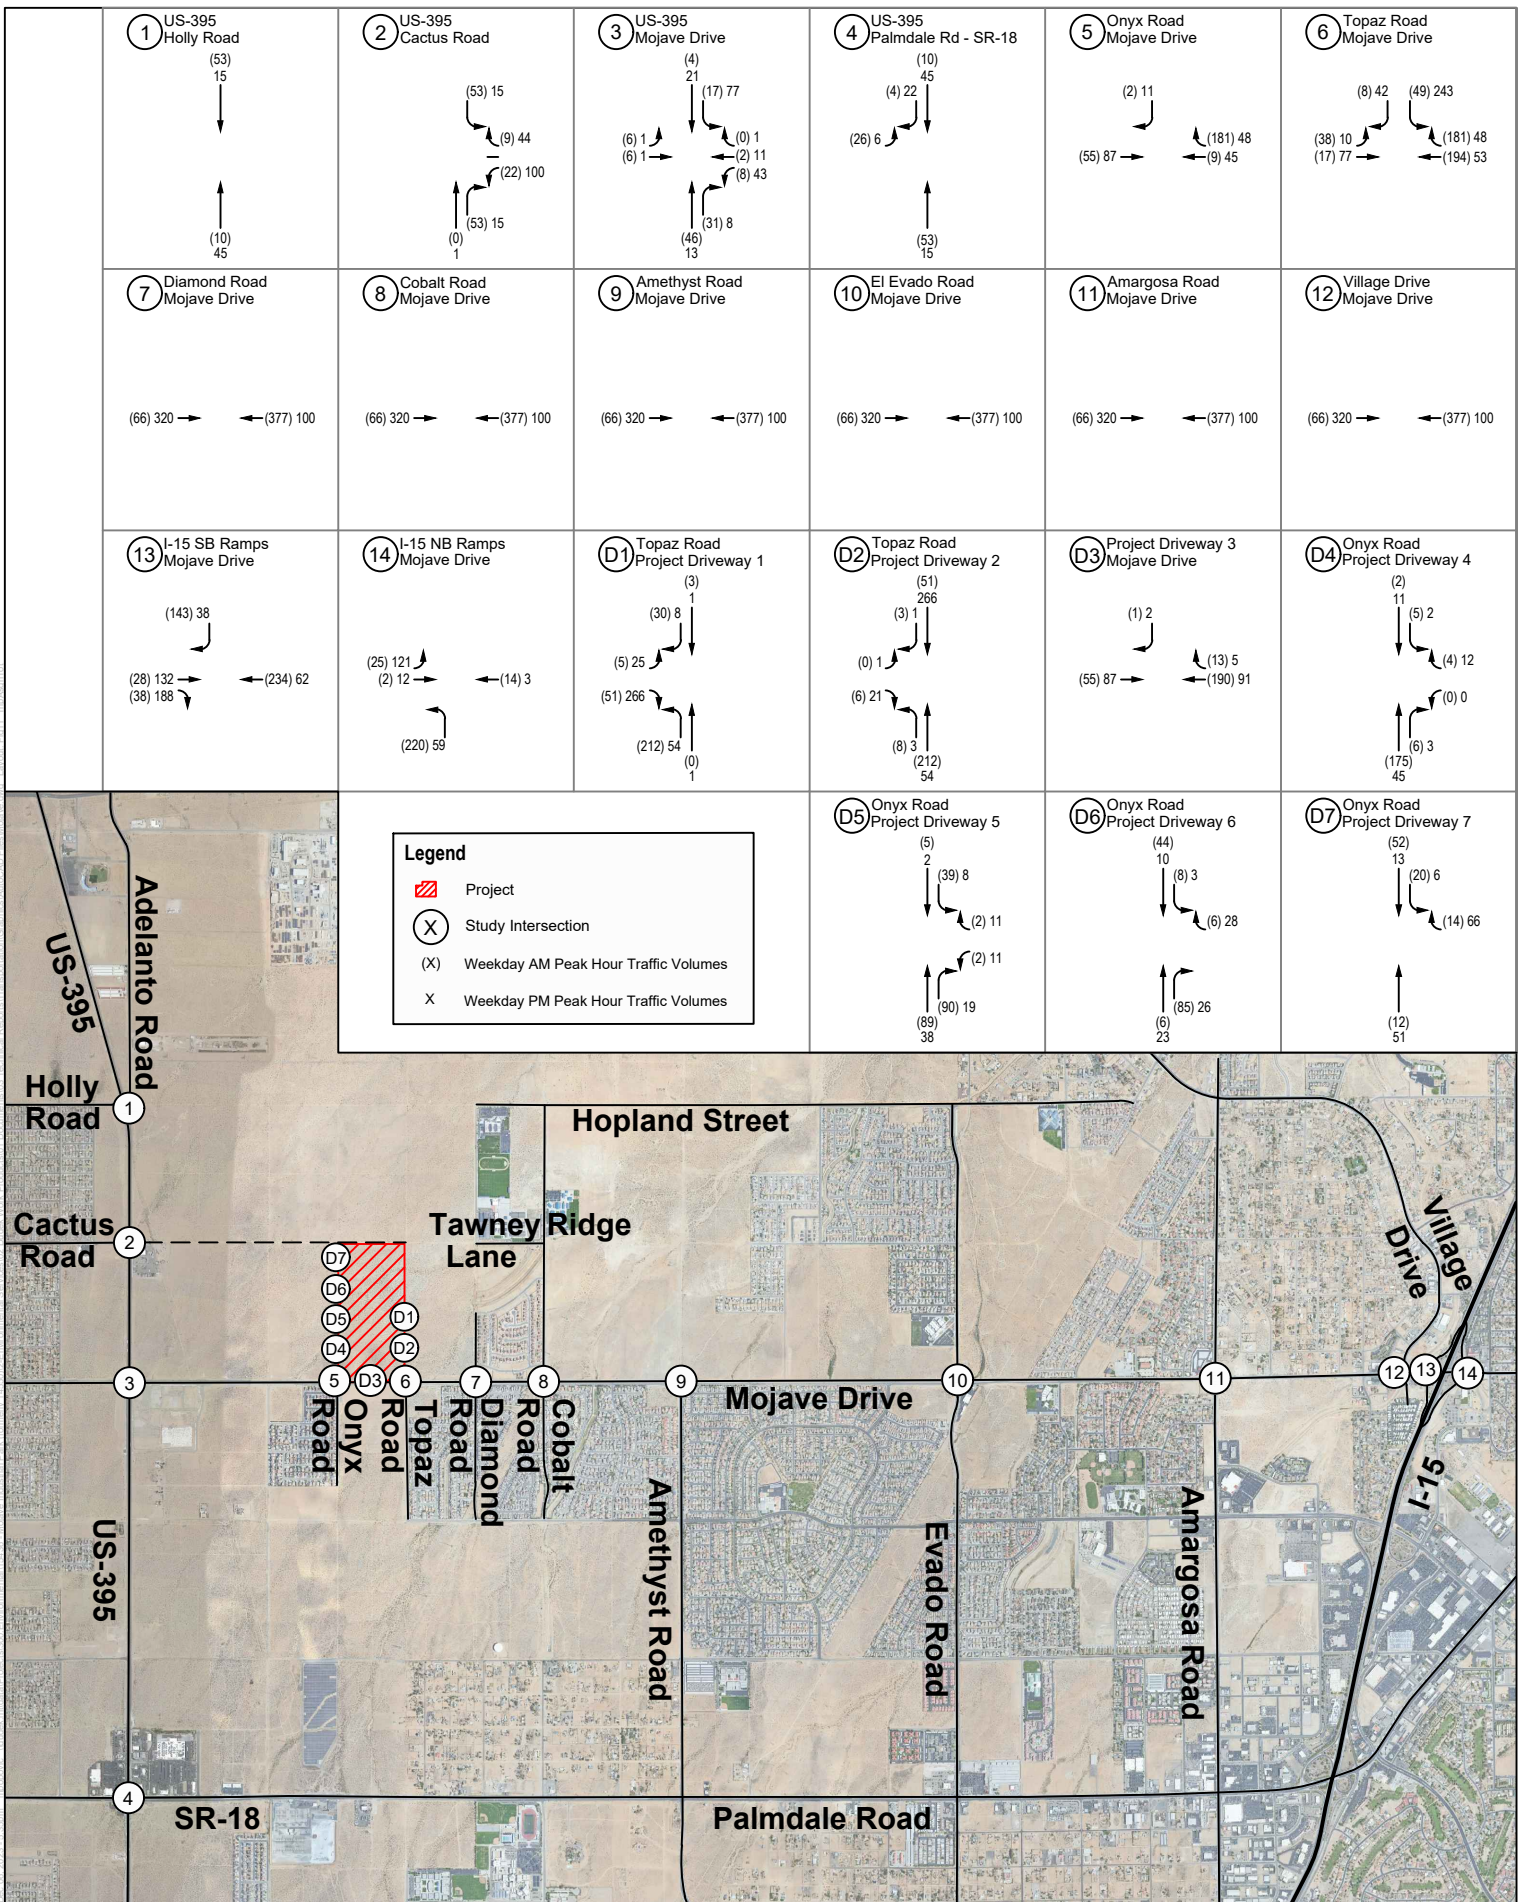 1 US-395
Holly Road
(53)
15
(10)
45
2 US-395
Cactus Road
(53) 15
(9) 44
(22) 100
(53) 15
(0)
1
3 US-395
Mojave Drive
(4)
21
(17) 77
(6) 1
(0) 1
(6) 1
(2) 11
(8) 43
(31) 8
(46)
13
4 US-395
Palmdale Rd - SR-18
(10)
45
(4) 22
(26) 6
(53)
15
5 Onyx Road
Mojave Drive
(2) 11
(181) 48
(55) 87
(9) 45
6 Topaz Road
Mojave Drive
(8) 42
(49) 243
(38) 10
(181) 48
(17) 77
(194) 53
7 Diamond Road
Mojave Drive
(66) 320
(377) 100
8 Cobalt Road
Mojave Drive
(66) 320
(377) 100
9 Amethyst Road
Mojave Drive
(66) 320
(377) 100
10 El Evado Road
Mojave Drive
(66) 320
(377) 100
11 Amargosa Road
Mojave Drive
(66) 320
(377) 100
12 Village Drive
Mojave Drive
(66) 320
(377) 100
13 I-15 SB Ramps
Mojave Drive
(143) 38
(28) 132
(234) 62
(38) 188
14 I-15 NB Ramps
Mojave Drive
(25) 121
(2) 12
(14) 3
(220) 59
D1 Topaz Road
Project Driveway 1
(3)
1
(30) 8
(5) 25
(51) 266
(212) 54
(0)
1
D2 Topaz Road
Project Driveway 2
(51)
266
(3) 1
(0) 1
(6) 21
(8) 3
(212)
54
D3 Project Driveway 3
Mojave Drive
(1) 2
(13) 5
(55) 87
(190) 91
D4 Onyx Road
Project Driveway 4
(2)
11
(5) 2
(4) 12
(0) 0
(6) 3
(175)
45
D5 Onyx Road
Project Driveway 5
(5)
2
(39) 8
(2) 11
(2) 11
(90) 19
(89)
38
D6 Onyx Road
Project Driveway 6
(44)
10
(8) 3
(6) 28
(85) 26
(6)
23
D7 Onyx Road
Project Driveway 7
(52)
13
(20) 6
(14) 66
(12)
51
Legend
Project
X Study Intersection
(X) Weekday AM Peak Hour Traffic Volumes
X Weekday PM Peak Hour Traffic Volumes
US-395
Adelanto Road
Holly
Road
1
Hopland Street
Cactus
Road
2
Tawney Ridge
Lane
Village
Drive
D7
D6
D5
D4
D1
D2
3
5
D3
6
7
8
9
10
11
12
13
14
Mojave Drive
Onyx
Road
Topaz
Road
Diamond
Road
Cobalt
Road
Amethyst Road
Evado Road
Amargosa Road
I-15
US-395
4
SR-18
Palmdale Road